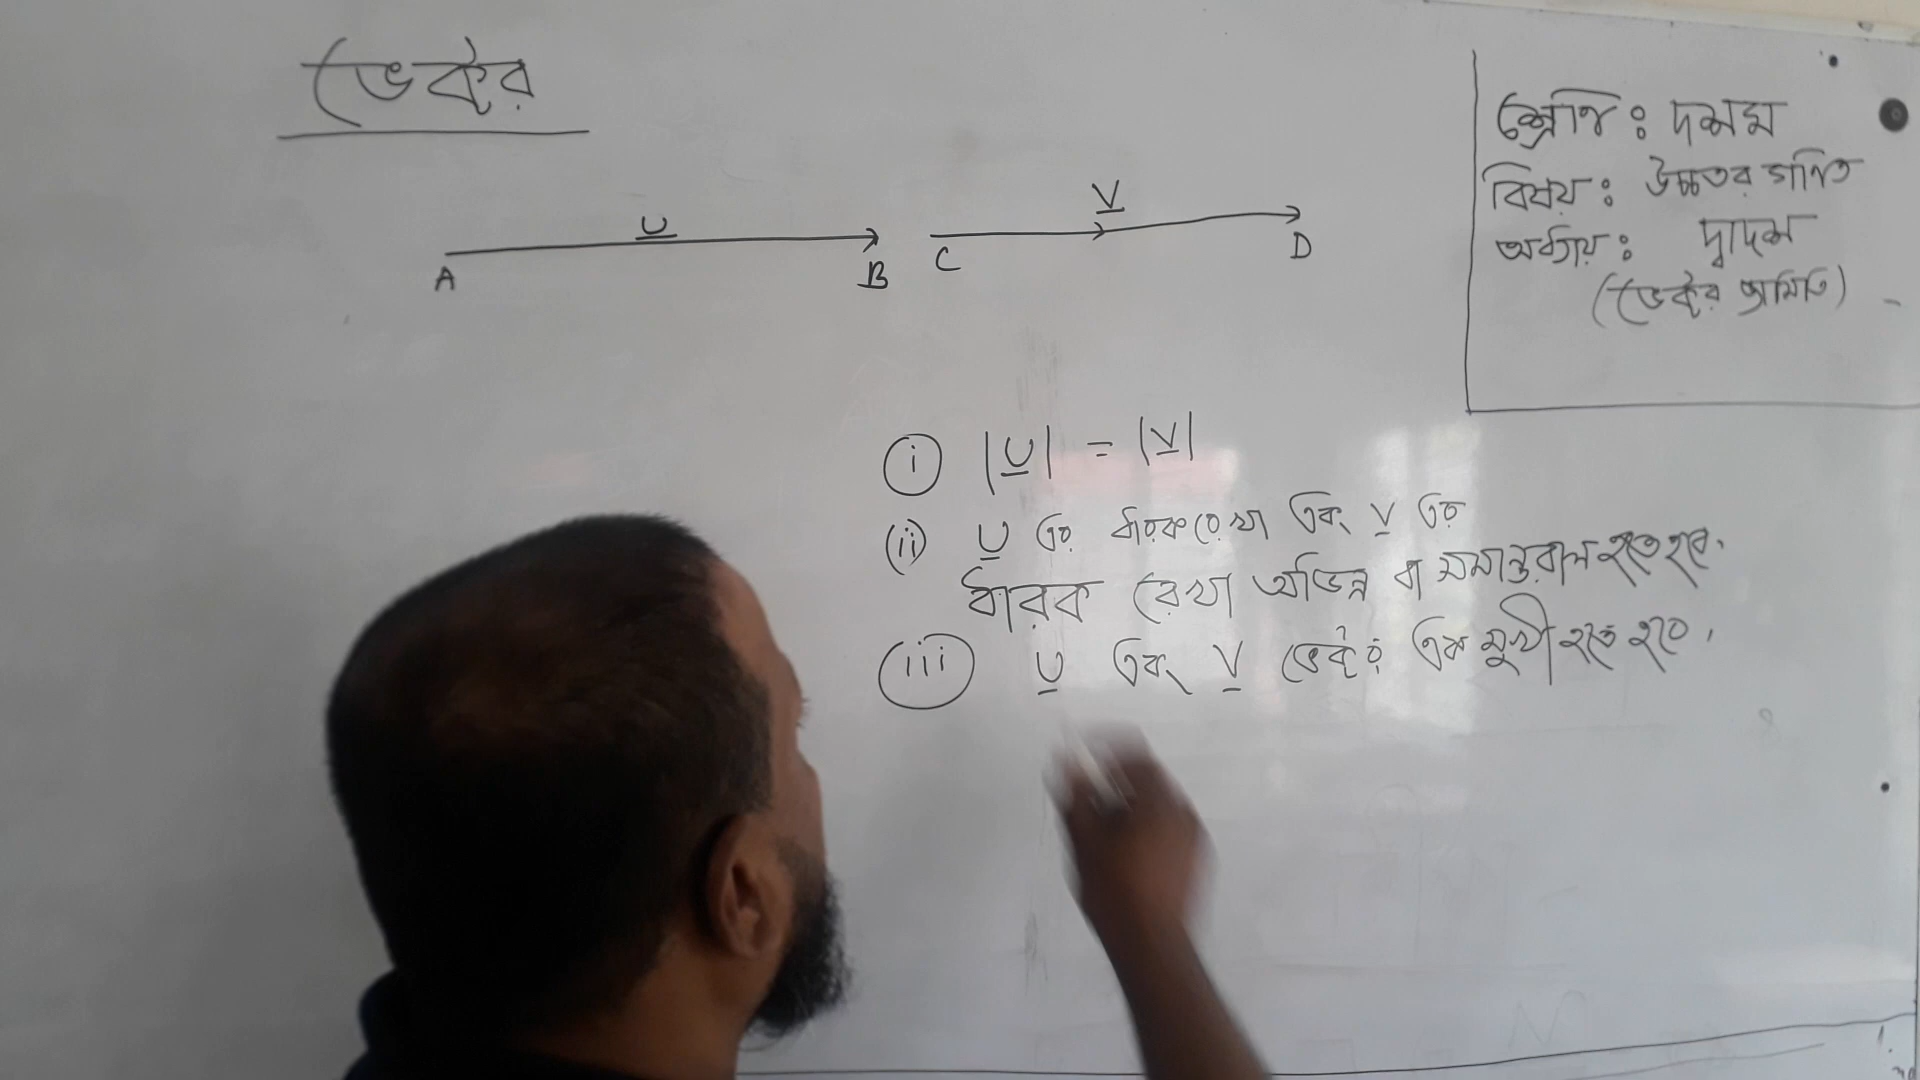 ভেক্টর
শ্রেণি : দশম
বিষয় : উচ্চতর গণিত
অধ্যায় : দ্বাদশ
(ভেক্টর জ্যামিতি)
U V
A B C D
(i) |U| = |V|
(ii) U এর ধারক রেখা এবং V এর
ধারক রেখা অভিন্ন বা সমান্তরাল হতে হবে.
(iii) U এবং V ভেক্টর এক মুখী হতে হবে.